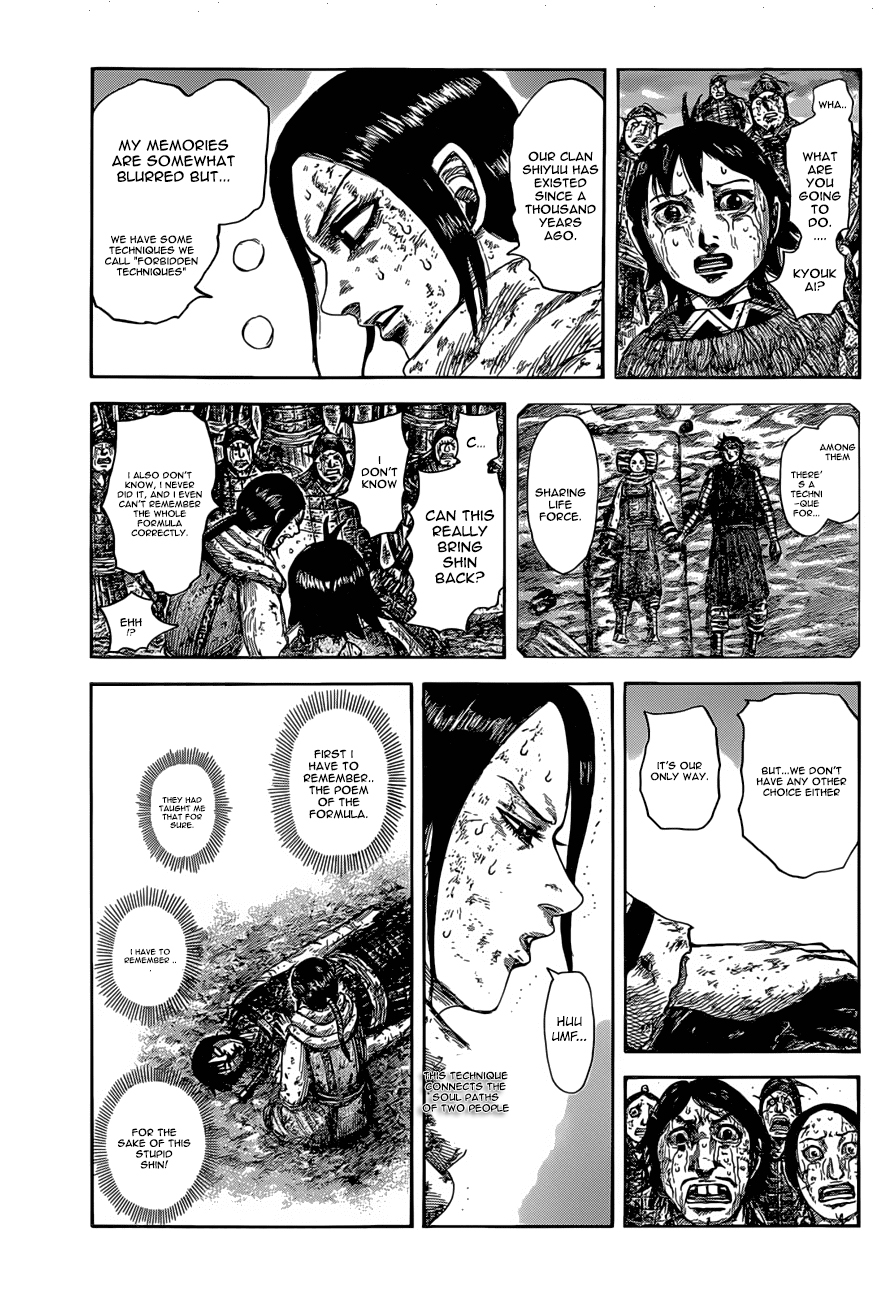 WHA..
WHAT
ARE
YOU
GOING
TO
DO.
....
KYOUK
AI?
OUR CLAN
SHIYUU HAS
EXISTED
SINCE A
THOUSAND
YEARS
AGO.
MY MEMORIES
ARE SOMEWHAT
BLURRED BUT...
WE HAVE SOME
TECHNIQUES WE
CALL "FORBIDDEN
TECHNIQUES"
AMONG
THEM
THERE'
S A
TECHNI
-QUE
FOR...
SHARING
LIFE
FORCE.
C...
CAN THIS
REALLY
BRING
SHIN
BACK?
I
DON'T
KNOW
I ALSO DON'T
KNOW, I NEVER
DID IT, AND I EVEN
CAN'T REMEMBER
THE WHOLE
FORMULA
CORRECTLY.
EHH
!?
BUT...WE DON'T
HAVE ANY OTHER
CHOICE EITHER
IT'S OUR
ONLY WAY.
HUU
UMF...
THIS TECHNIQUE
CONNECTS THE
SOUL PATHS
OF TWO PEOPLE
FIRST I
HAVE TO
REMEMBER..
THE POEM
OF THE
FORMULA.
THEY HAD
TAUGHT ME
THAT FOR
SURE.
I HAVE TO
REMEMBER ..
.
FOR THE
SAKE OF THIS
STUPID
SHIN!